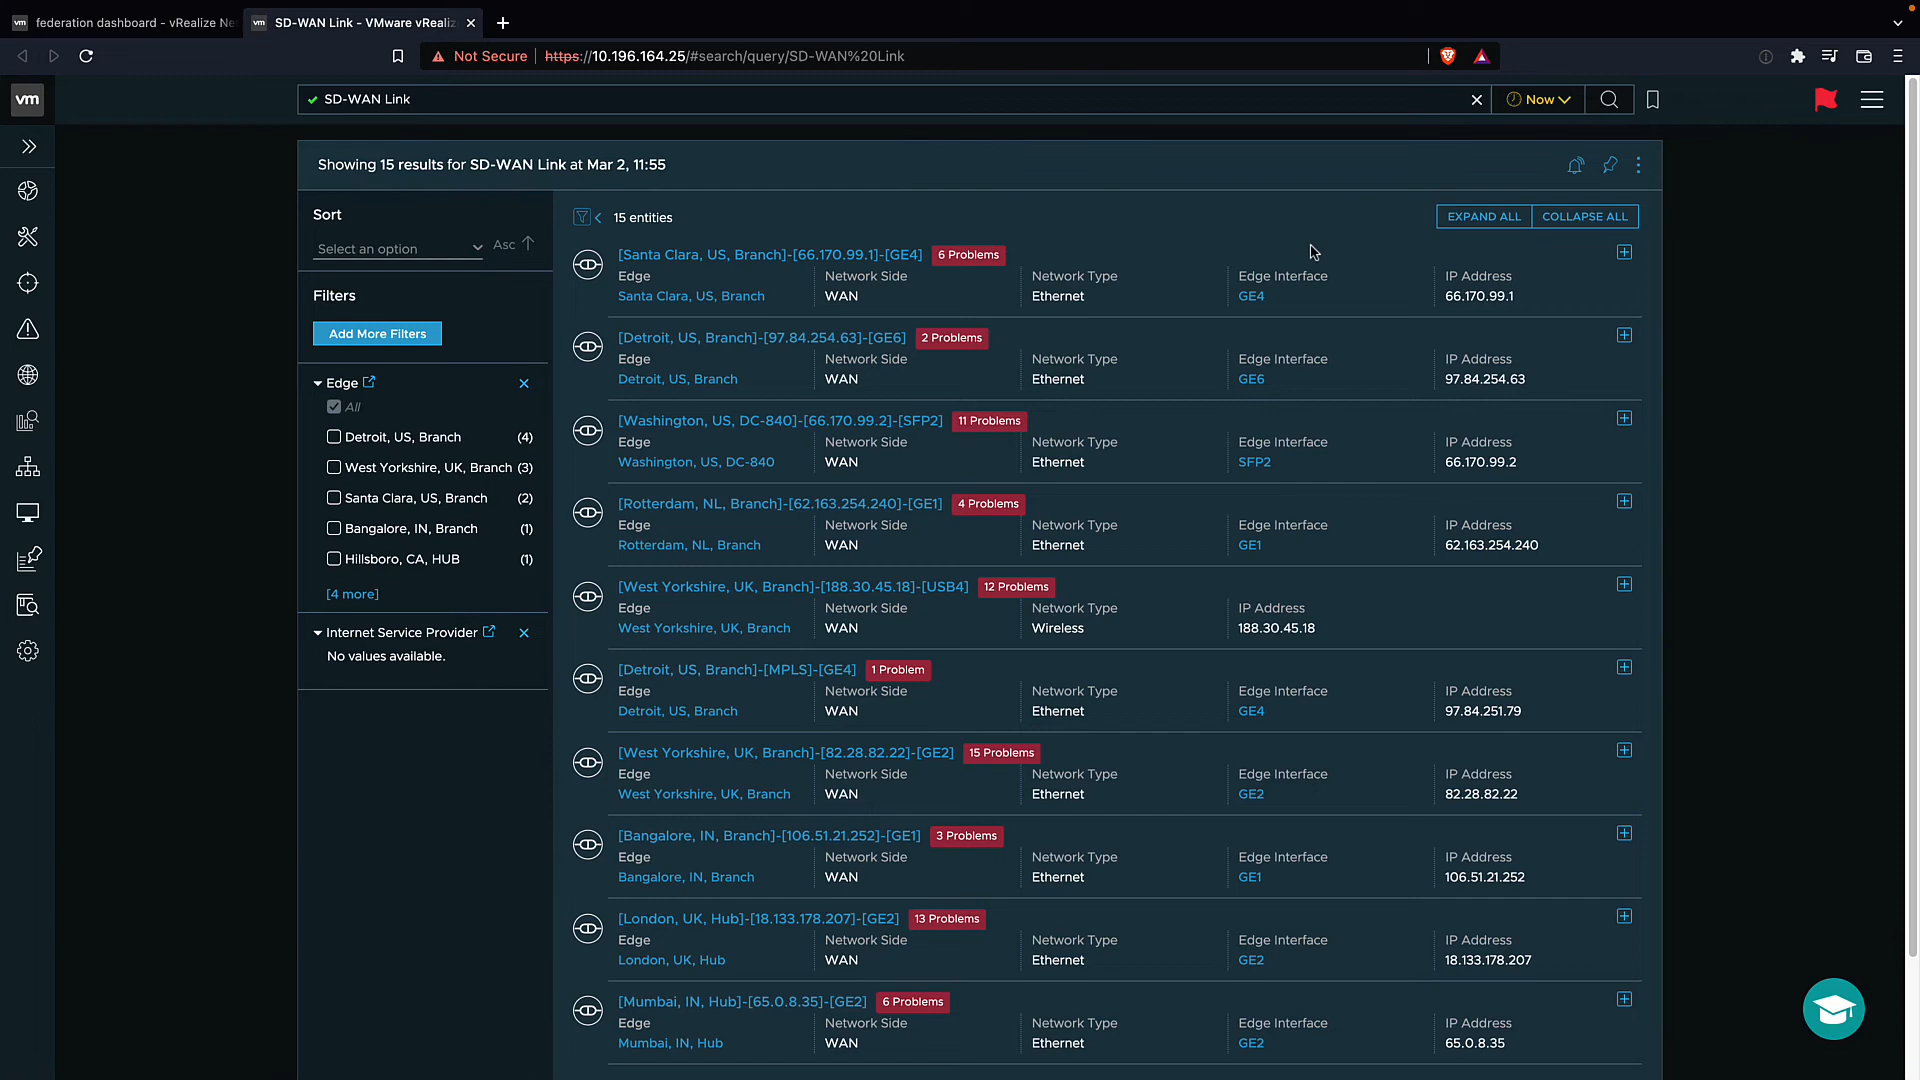 federation dashboard - vRealize Ne
SD-WAN Link - VMware vRealiz
Not Secure https://10.196.164.25/#search/query/SD-WAN%20Link
vm
SD-WAN Link
Now
Showing 15 results for SD-WAN Link at Mar 2, 11:55
Sort
Select an option
Asc
Filters
Add More Filters
Edge
All
Detroit, US, Branch (4)
West Yorkshire, UK, Branch (3)
Santa Clara, US, Branch (2)
Bangalore, IN, Branch (1)
Hillsboro, CA, HUB (1)
[4 more]
Internet Service Provider
No values available.
15 entities
EXPAND ALL
COLLAPSE ALL
[Santa Clara, US, Branch]-[66.170.99.1]-[GE4] 6 Problems
Edge Network Side Network Type Edge Interface IP Address
Santa Clara, US, Branch WAN Ethernet GE4 66.170.99.1
[Detroit, US, Branch]-[97.84.254.63]-[GE6] 2 Problems
Edge Network Side Network Type Edge Interface IP Address
Detroit, US, Branch WAN Ethernet GE6 97.84.254.63
[Washington, US, DC-840]-[66.170.99.2]-[SFP2] 11 Problems
Edge Network Side Network Type Edge Interface IP Address
Washington, US, DC-840 WAN Ethernet SFP2 66.170.99.2
[Rotterdam, NL, Branch]-[62.163.254.240]-[GE1] 4 Problems
Edge Network Side Network Type Edge Interface IP Address
Rotterdam, NL, Branch WAN Ethernet GE1 62.163.254.240
[West Yorkshire, UK, Branch]-[188.30.45.18]-[USB4] 12 Problems
Edge Network Side Network Type IP Address
West Yorkshire, UK, Branch WAN Wireless 188.30.45.18
[Detroit, US, Branch]-[MPLS]-[GE4] 1 Problem
Edge Network Side Network Type Edge Interface IP Address
Detroit, US, Branch WAN Ethernet GE4 97.84.251.79
[West Yorkshire, UK, Branch]-[82.28.82.22]-[GE2] 15 Problems
Edge Network Side Network Type Edge Interface IP Address
West Yorkshire, UK, Branch WAN Ethernet GE2 82.28.82.22
[Bangalore, IN, Branch]-[106.51.21.252]-[GE1] 3 Problems
Edge Network Side Network Type Edge Interface IP Address
Bangalore, IN, Branch WAN Ethernet GE1 106.51.21.252
[London, UK, Hub]-[18.133.178.207]-[GE2] 13 Problems
Edge Network Side Network Type Edge Interface IP Address
London, UK, Hub WAN Ethernet GE2 18.133.178.207
[Mumbai, IN, Hub]-[65.0.8.35]-[GE2] 6 Problems
Edge Network Side Network Type Edge Interface IP Address
Mumbai, IN, Hub WAN Ethernet GE2 65.0.8.35